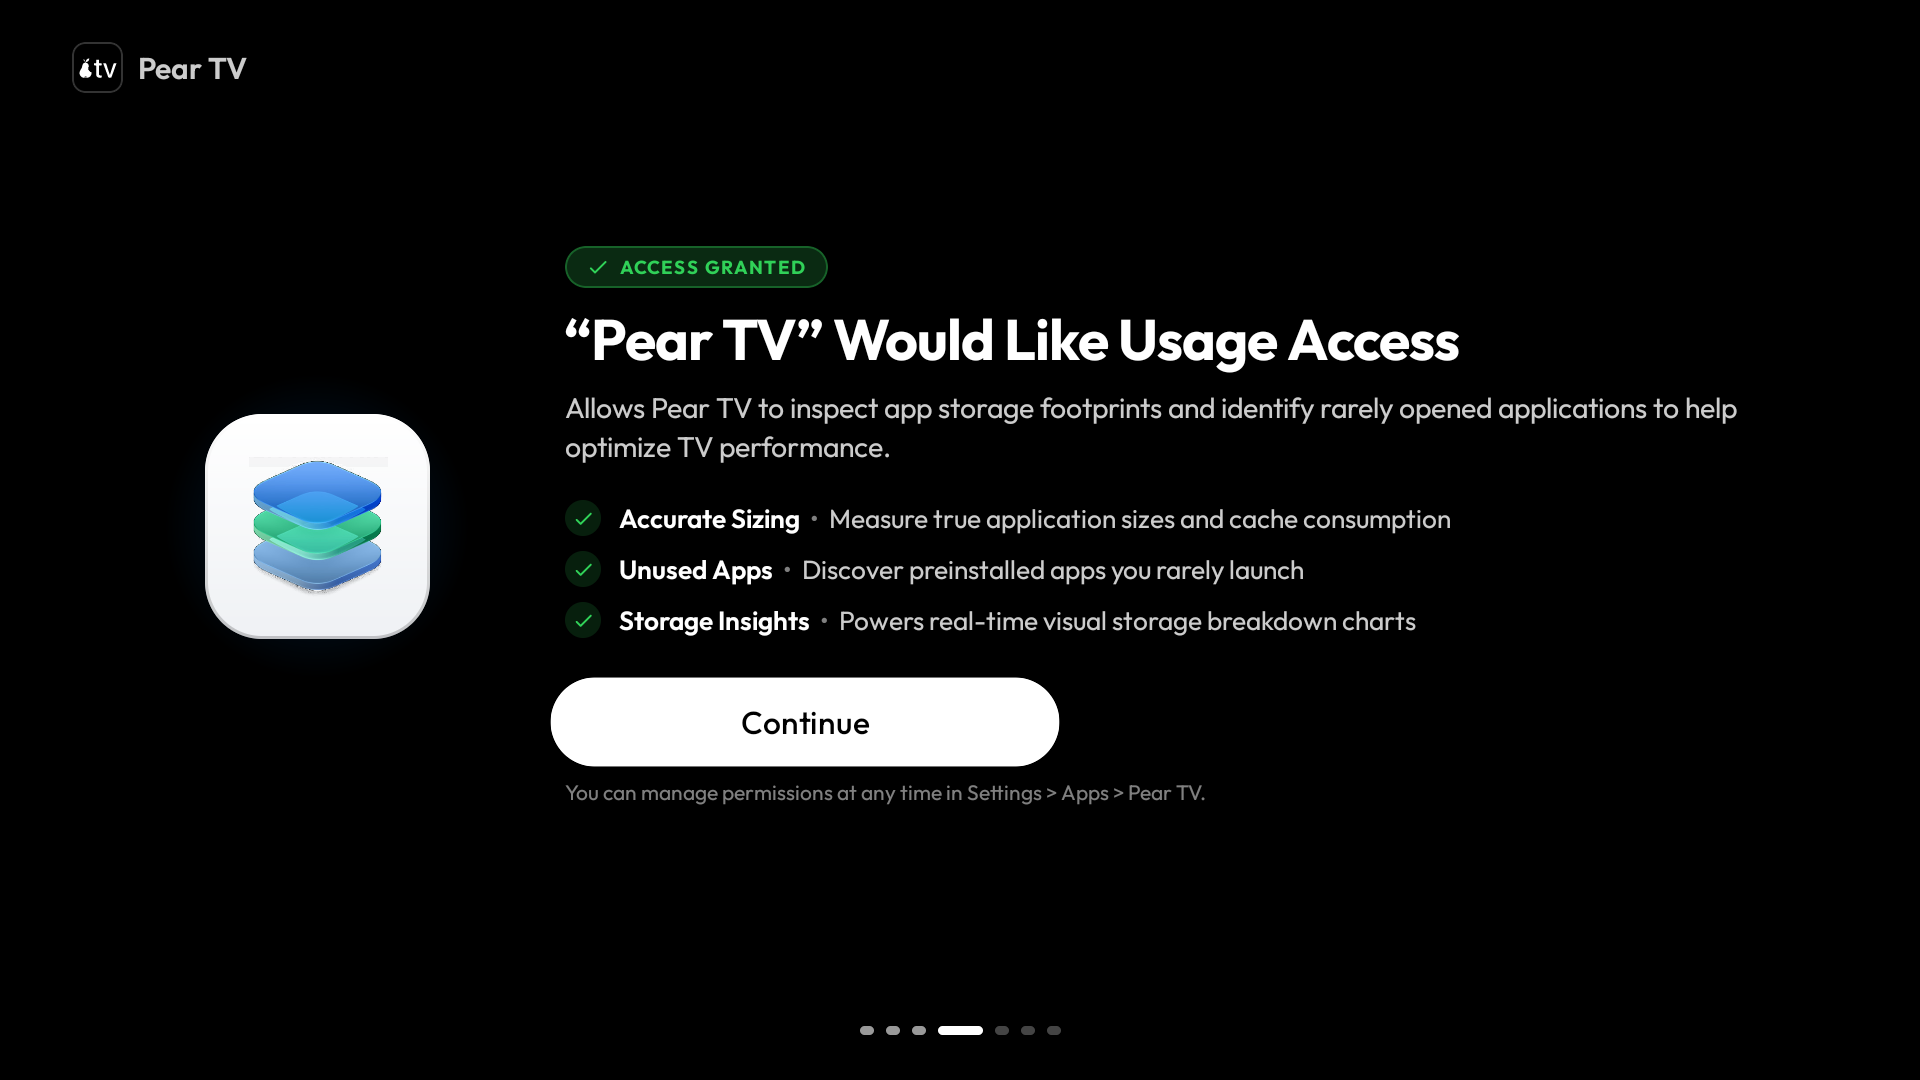 tv Pear TV
ACCESS GRANTED
“Pear TV” Would Like Usage Access
Allows Pear TV to inspect app storage footprints and identify rarely opened applications to help
optimize TV performance.
Accurate Sizing • Measure true application sizes and cache consumption
Unused Apps • Discover preinstalled apps you rarely launch
Storage Insights • Powers real-time visual storage breakdown charts
Continue
You can manage permissions at any time in Settings > Apps > Pear TV.